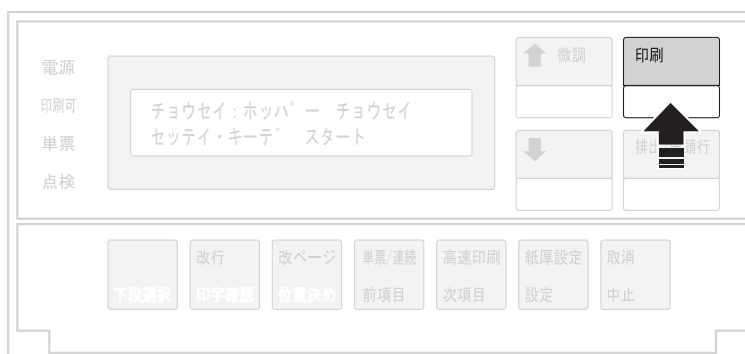 電源
印刷可
単票
点検
チョウセイ：ホッパ゜ー チョウセイ
セッテイ・キーデ゛ スタート
微調
印刷
排出 頭行
改行
改ページ
単票/連続
高速印刷
紙厚設定
取消
下段選択
印字確認
位置決め
前項目
次項目
設定
中止